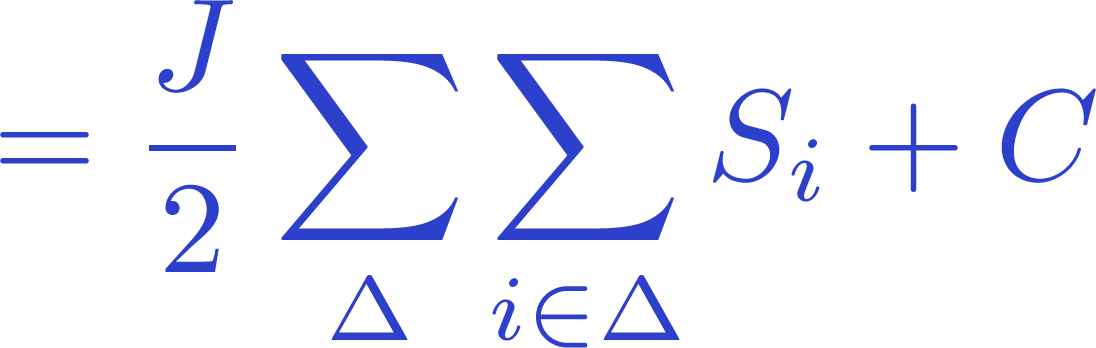 = \frac{J}{2} \sum_{\Delta} \sum_{i \in \Delta} S_i + C